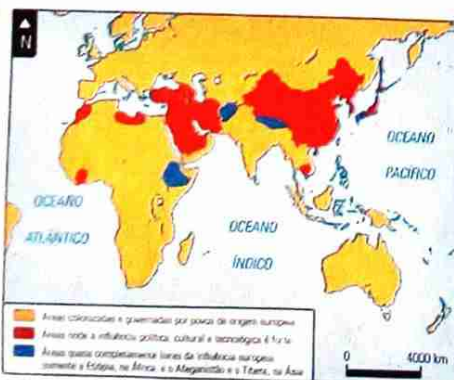 N
OCEANO
PACÍFICO
OCEANO
ATLÂNTICO
OCEANO
ÍNDICO
Áreas colonizadas e governadas por povos de origem europeia
Áreas onde a influência política, cultural e tecnológica é forte
Áreas quase completamente livres da influência europeia
somente a Etiópia, na África, e o Afeganistão e o Tibete, na Ásia
0 4000 km